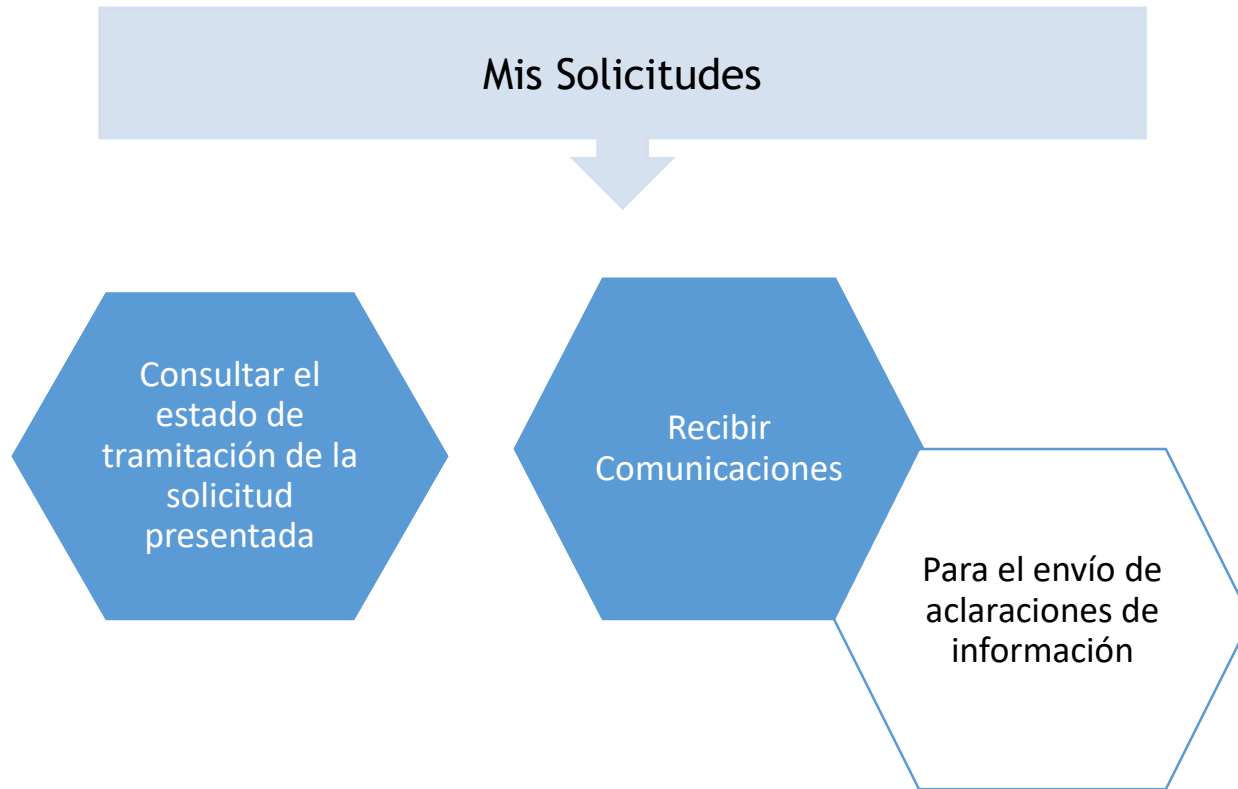 Mis Solicitudes
Consultar el
estado de
tramitación de la
solicitud
presentada
Recibir
Comunicaciones
Para el envío de
aclaraciones de
información